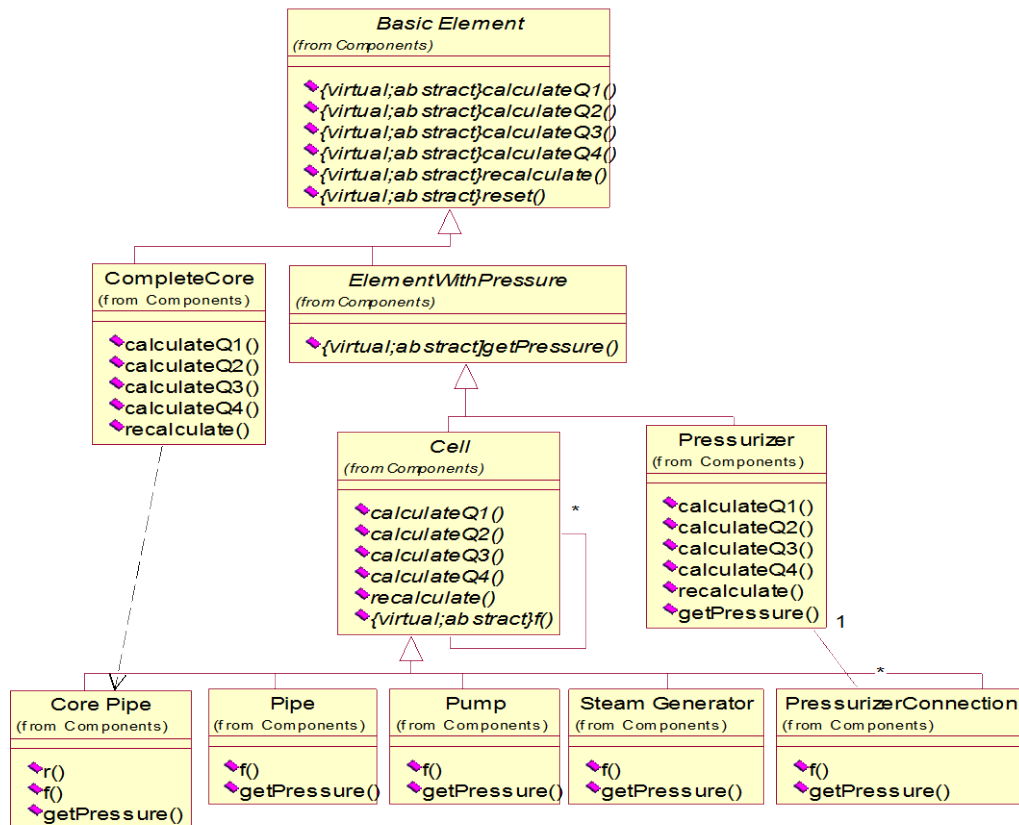 Basic Element
(from Components)
{virtual;abstract}calculateQ1()
{virtual;abstract}calculateQ2()
{virtual;abstract}calculateQ3()
{virtual;abstract}calculateQ4()
{virtual;abstract}recalculate()
{virtual;abstract}reset()
CompleteCore
(from Components)
calculateQ1()
calculateQ2()
calculateQ3()
calculateQ4()
recalculate()
ElementWithPressure
(from Components)
{virtual;abstract]getPressure()
Cell
(from Components)
calculateQ1()
calculateQ2()
calculateQ3()
calculateQ4()
recalculate()
{virtual;abstract}f()
*
Pressurizer
(from Components)
calculateQ1()
calculateQ2()
calculateQ3()
calculateQ4()
recalculate()
getPressure()
1
*
Core Pipe
(from Components)
r()
f()
getPressure()
Pipe
(from Components)
f()
getPressure()
Pump
(from Components)
f()
getPressure()
Steam Generator
(from Components)
f()
getPressure()
PressurizerConnection
(from Components)
f()
getPressure()